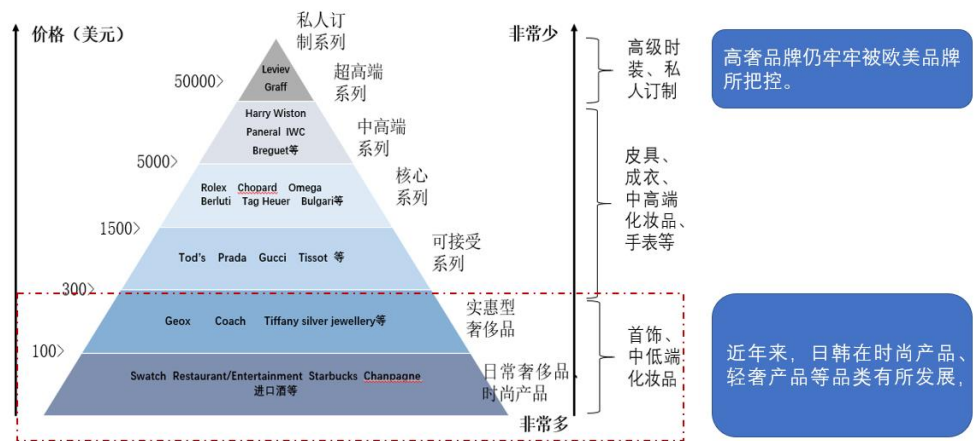 价格（美元）
私人订
制系列
非常少
50000>
Leviev
Graff
超高端
系列
高级时
装、私
人订制
高奢品牌仍牢牢被欧美品牌
所把控。
5000>
Harry Wiston
Paneral IWC
Breguet等
中高端
系列
1500>
Rolex Chopard Omega
Berluti Tag Heuer Bulgari等
核心
系列
皮具、
成衣、
中高端
化妆品、
手表等
300>
Tod's Prada Gucci Tissot 等
可接受
系列
100>
Geox Coach Tiffany silver jewellery等
实惠型
奢侈品
首饰、
中低端
化妆品
近年来，日韩在时尚产品、
轻奢产品等品类有所发展，
Swatch Restaurant/Entertainment Starbucks Chanpagne
进口酒等
日常奢侈品、
时尚产品
非常多